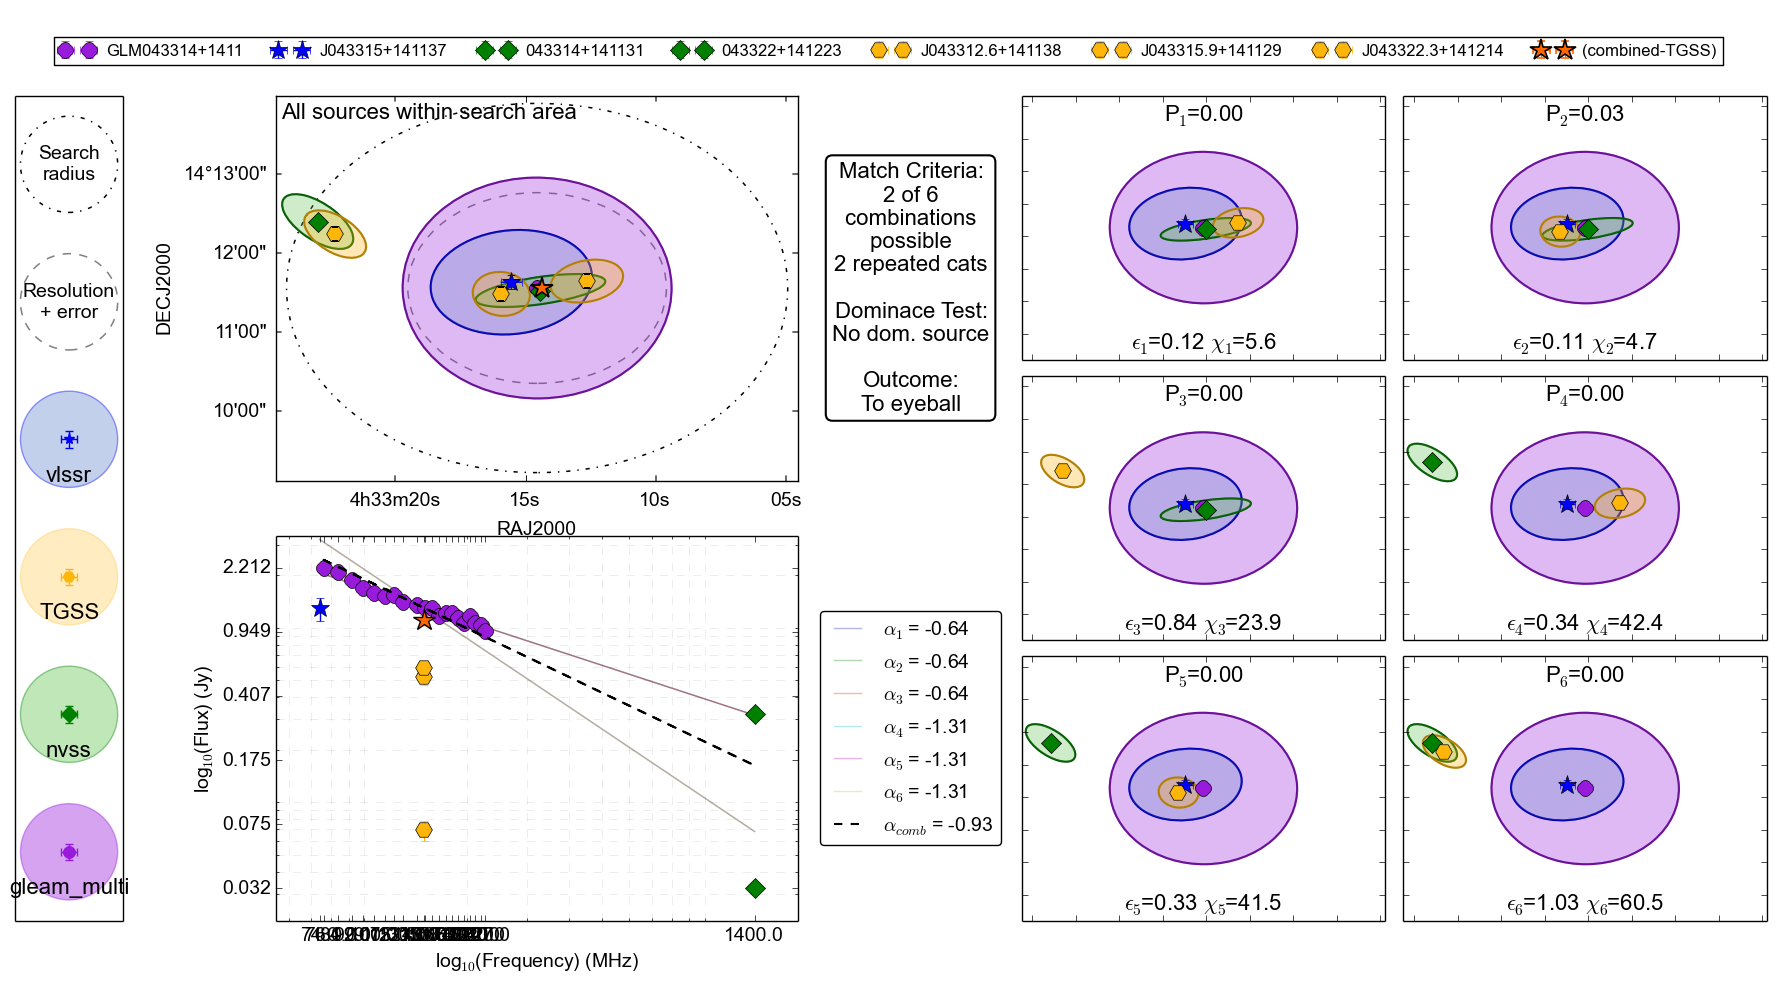 GLM043314+1411 J043315+141137 043314+141131 043322+141223 J043312.6+141138 J043315.9+141129 J043322.3+141214 (combined-TGSS)
Search
radius
Resolution
+ error
vlssr
TGSS
nvss
gleam_multi
All sources within search area
14°13'00"
12'00"
11'00"
10'00"
DECJ2000
4h33m20s 15s 10s 05s
RAJ2000
Match Criteria:
2 of 6
combinations
possible
2 repeated cats
Dominace Test:
No dom. source
Outcome:
To eyeball
2.212
0.949
0.407
0.175
0.075
0.032
log10(Flux) (Jy)
1400.0
log10(Frequency) (MHz)
α1 = -0.64
α2 = -0.64
α3 = -0.64
α4 = -1.31
α5 = -1.31
α6 = -1.31
αcomb = -0.93
P1=0.00
ϵ1=0.12 χ1=5.6
P2=0.03
ϵ2=0.11 χ2=4.7
P3=0.00
ϵ3=0.84 χ3=23.9
P4=0.00
ϵ4=0.34 χ4=42.4
P5=0.00
ϵ5=0.33 χ5=41.5
P6=0.00
ϵ6=1.03 χ6=60.5